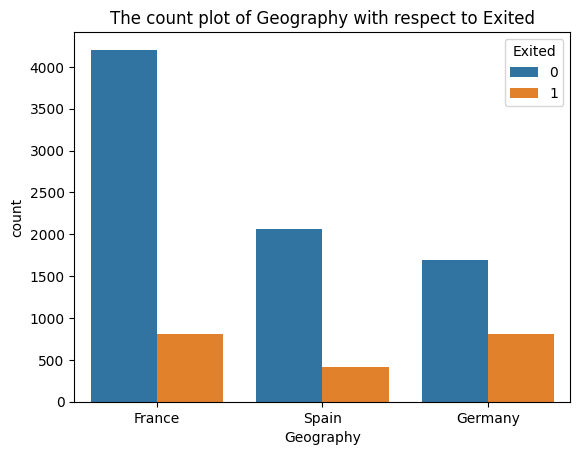 The count plot of Geography with respect to Exited
Exited
0
1
4000
3500
3000
2500
2000
1500
1000
500
0
count
France Spain Germany
Geography